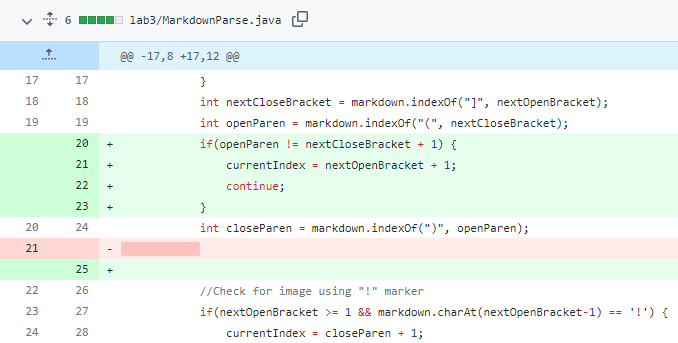 6 lab3/MarkdownParse.java
@@ -17,8 +17,12 @@
17 17 }
18 18 int nextCloseBracket = markdown.indexOf("]", nextOpenBracket);
19 19 int openParen = markdown.indexOf("(", nextCloseBracket);
20 + if(openParen != nextCloseBracket + 1) {
21 + currentIndex = nextOpenBracket + 1;
22 + continue;
23 + }
20 24 int closeParen = markdown.indexOf(")", openParen);
21 -
25 +
22 26 //Check for image using "!" marker
23 27 if(nextOpenBracket >= 1 && markdown.charAt(nextOpenBracket-1) == '!') {
24 28 currentIndex = closeParen + 1;